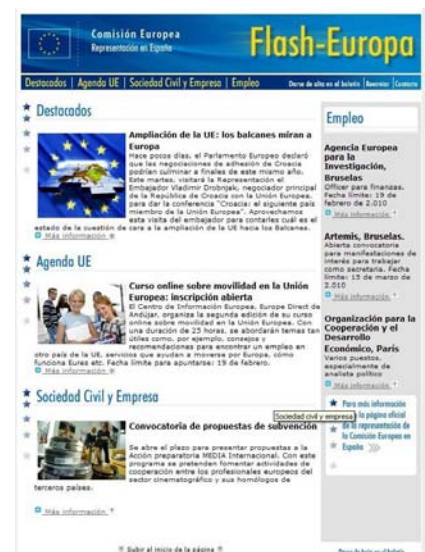 Comisión Europea
Representación en España
Flash-Europa
Destacados | Agenda UE | Sociedad Civil y Empresa | Empleo
Darse de alta en el boletín | Reenviar | Contacto
Destacados
Ampliación de la UE: los balcanes miran a
Europa
Hace pocos días, el Parlamento Europeo declaró
que las negociaciones de adhesión de Croacia
podrían culminar a finales de este mismo año.
Este martes, visitará la Representación el
Embajador Vladimir Drobnjak, negociador principal
de la República de Croacia con la Unión Europea,
para dar la conferencia "Croacia: el siguiente país
miembro de la Unión Europea". Aprovechamos
esta visita del embajador para contarles cuál es el
estado de la cuestión de cara a la ampliación de la UE hacia los Balcanes.
Más información
Agenda UE
Curso online sobre movilidad en la Unión
Europea: inscripción abierta
El Centro de Información Europea, Europe Direct de
Andújar, organiza la segunda edición de su curso
online sobre movilidad en la Unión Europea. Con
una duración de 25 horas, se abordarán temas tan
útiles como, por ejemplo, consejos y
recomendaciones para encontrar un empleo en
otro país de la UE, servicios que ayudan a moverse por Europa, cómo
funciona Eures etc. Fecha límite para apuntarse: 19 de febrero.
Más información
Sociedad Civil y Empresa
Convocatoria de propuestas de subvención
Se abre el plazo para presentar propuestas a la
Acción preparatoria MEDIA Internacional. Con este
programa se pretenden fomentar actividades de
cooperación entre los profesionales europeos del
sector cinematográfico y sus homólogos de
terceros países.
Más información
Subir al inicio de la página
Empleo
Agencia Europea
para la
Investigación,
Bruselas
Officer para finanzas.
Fecha límite: 19 de
febrero de 2.010
Más información
Artemis, Bruselas.
Abierta convocatoria
para manifestaciones de
interés para trabajar
como secretaria. Fecha
límite: 15 de marzo de
2.010
Más información
Organización para la
Cooperación y el
Desarrollo
Económico, París
Varios puestos,
especialmente de
analista político
Más información
Para más información
Sociedad civil y empresa
la página oficial
de la representación de
la Comisión Europea en
España